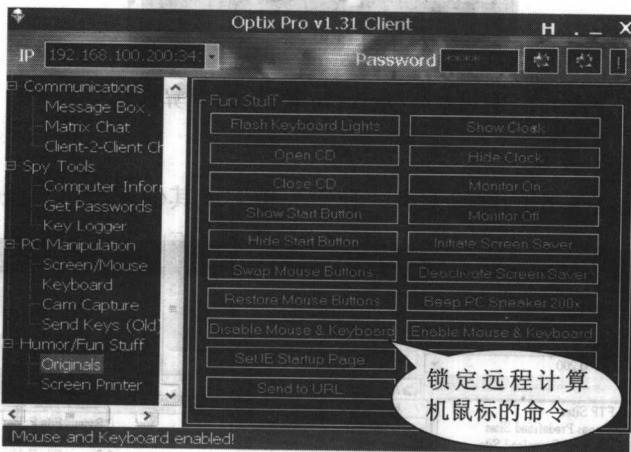 Optix Pro v1.31 Client
H . _ X
IP 192.168.100.200:34:
Password *****
Communications
Message Box
Matrix Chat
Client-2-Client Ch
Spy Tools
Computer Inforr
Get Passwords
Key Logger
PC Manipulation
Screen/Mouse
Keyboard
Cam Capture
Send Keys (Old)
Humor/Fun Stuff
Originals
Screen Printer
Fun Stuff
Flash Keyboard Lights
Show Clock
Open CD
Hide Clock
Close CD
Monitor On
Show Start Button
Monitor Off
Hide Start Button
Initiate Screen Saver
Swap Mouse Buttons
Deactivate Screen Saver
Restore Mouse Buttons
Beep PC Speaker 200x
Disable Mouse & Keyboard
Enable Mouse & Keyboard
Set IE Startup Page
Send to URL
锁定远程计算
机鼠标的命令
Mouse and Keyboard enabled!